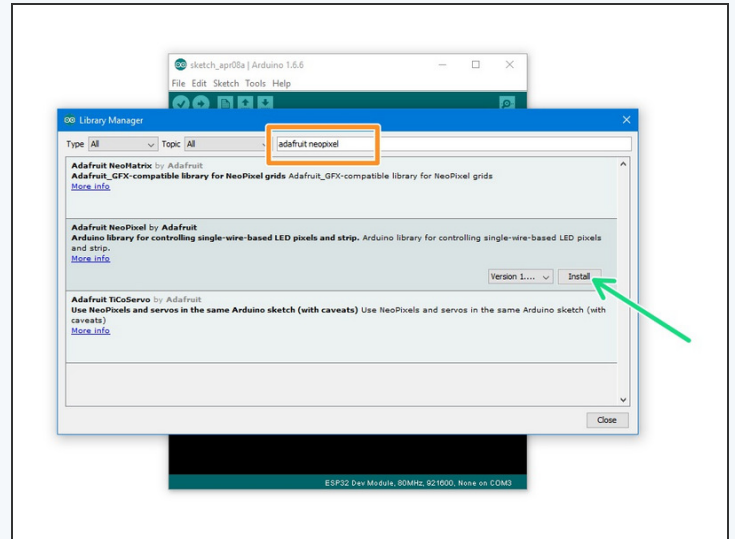 sketch_apr08a | Arduino 1.6.6
File Edit Sketch Tools Help
Library Manager
Type All Topic All adafruit neopixel
Adafruit NeoMatrix by Adafruit
Adafruit_GFX-compatible library for NeoPixel grids Adafruit_GFX-compatible library for NeoPixel grids
More info
Adafruit NeoPixel by Adafruit
Arduino library for controlling single-wire-based LED pixels and strip. Arduino library for controlling single-wire-based LED pixels
and strip.
More info
Version 1.... Install
Adafruit TiCoServo by Adafruit
Use NeoPixels and servos in the same Arduino sketch (with caveats) Use NeoPixels and servos in the same Arduino sketch (with
caveats)
More info
Close
ESP32 Dev Module, 80MHz, 921600, None on COM3